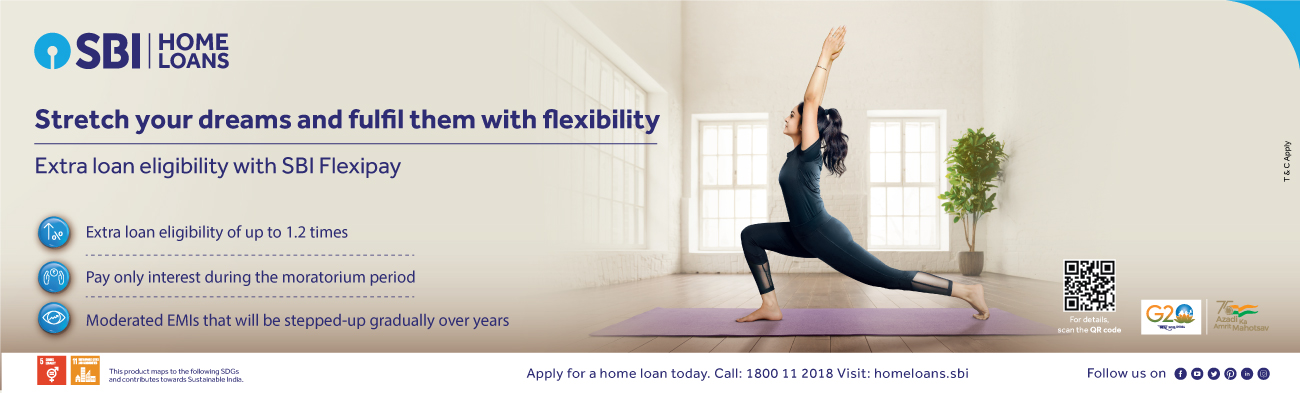 SBI
HOME
LOANS
Stretch your dreams and fulfil them with flexibility
Extra loan eligibility with SBI Flexipay
Extra loan eligibility of up to 1.2 times
Pay only interest during the moratorium period
Moderated EMIs that will be stepped-up gradually over years
T & C Apply
For details,
scan the QR code
G20
75
Azadi Ka
Amrit Mahotsav
5
11
This product maps to the following SDGs
and contributes towards Sustainable India.
Apply for a home loan today. Call: 1800 11 2018 Visit: homeloans.sbi
Follow us on